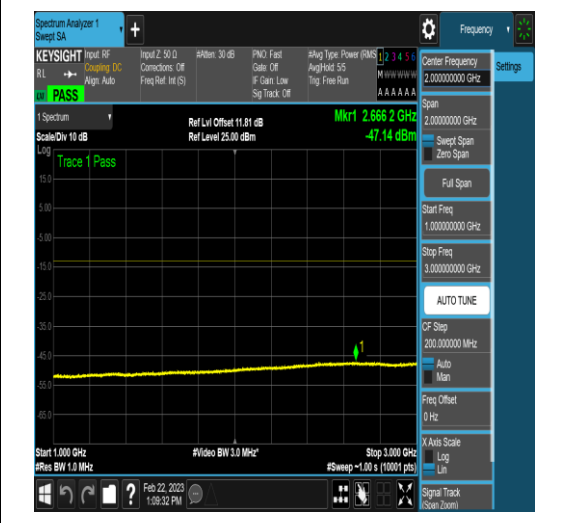 Spectrum Analyzer 1
Swept SA
+
Frequency
KEYSIGHT
RL
Input: RF
Coupling: DC
Align: Auto
PASS
Input Z: 50 Ω
Corrections: Off
Freq Ref: Int (S)
#Atten: 30 dB
PNO: Fast
Gate: Off
IF Gain: Low
Sig Track: Off
#Avg Type: Power (RMS
Avg|Hold: 5/5
Trig: Free Run
1 2 3 4 5 6
M W W W W W
A A A A A A
1 Spectrum
Scale/Div 10 dB
Ref Lvl Offset 11.81 dB
Ref Level 25.00 dBm
Mkr1 2.666 2 GHz
-47.14 dBm
Log
Trace 1 Pass
15.0
5.00
-5.00
-15.0
-25.0
-35.0
-45.0
-55.0
-65.0
1
Start 1.000 GHz
#Res BW 1.0 MHz
#Video BW 3.0 MHz*
Stop 3.000 GHz
#Sweep ~1.00 s (10001 pts)
?
Feb 22, 2023
1:09:32 PM
Center Frequency
2.000000000 GHz
Settings
Span
2.00000000 GHz
Swept Span
Zero Span
Full Span
Start Freq
1.000000000 GHz
Stop Freq
3.000000000 GHz
AUTO TUNE
CF Step
200.000000 MHz
Auto
Man
Freq Offset
0 Hz
X Axis Scale
Log
Lin
Signal Track
(Span Zoom)